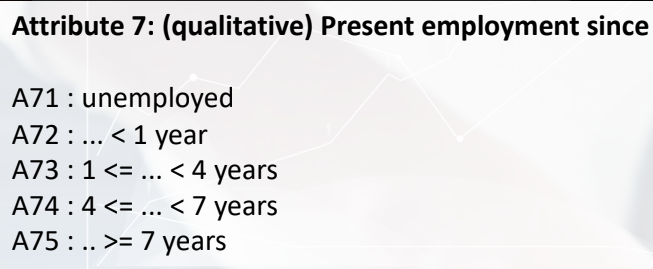 Attribute 7: (qualitative) Present employment since
A71 : unemployed
A72 : ... < 1 year
A73 : 1 <= ... < 4 years
A74 : 4 <= ... < 7 years
A75 : .. >= 7 years